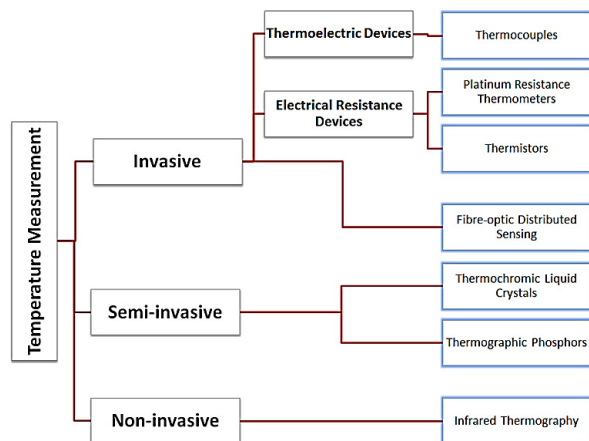 Temperature Measurement
Invasive
Thermoelectric Devices
Thermocouples
Electrical Resistance
Devices
Platinum Resistance
Thermometers
Thermistors
Fibre-optic Distributed
Sensing
Semi-invasive
Thermochromic Liquid
Crystals
Thermographic Phosphors
Non-invasive
Infrared Thermography